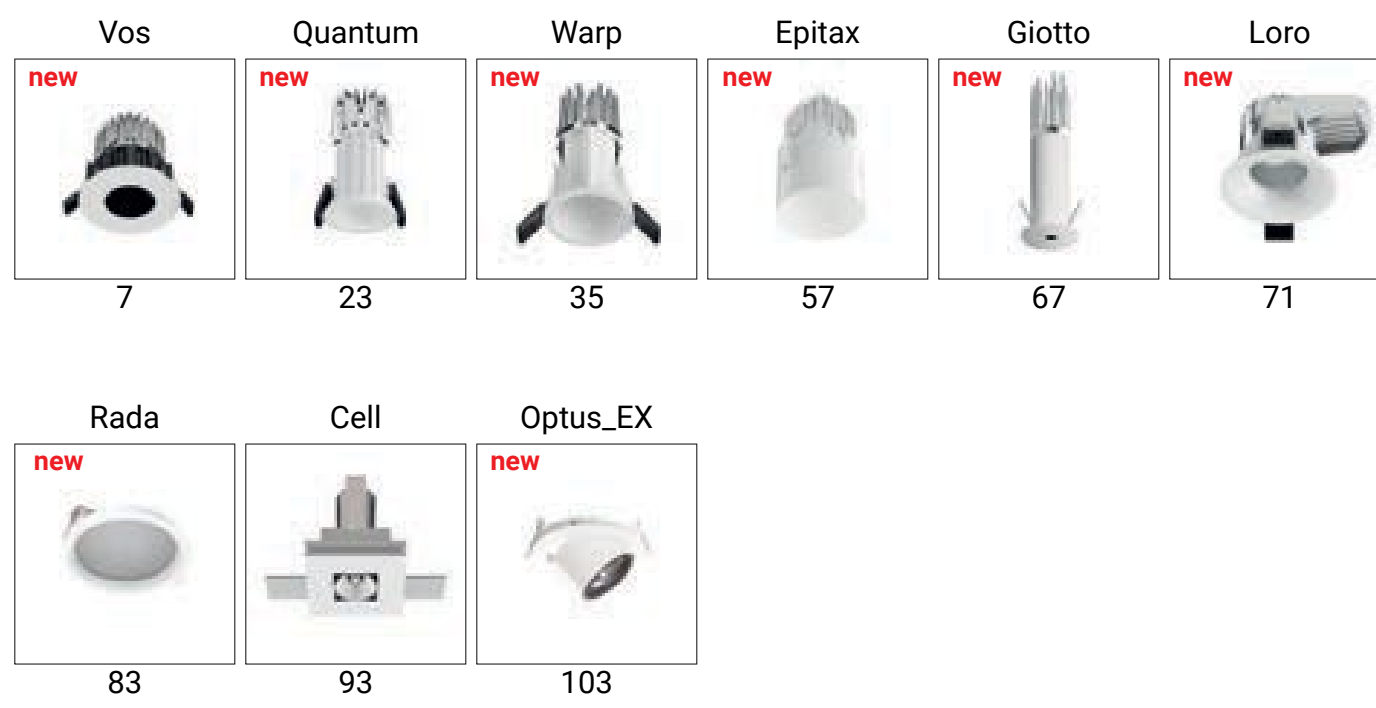 Vos Quantum Warp Epitax Giotto Loro
new new new new new new
7 23 35 57 67 71
Rada Cell Optus_EX
new new
83 93 103